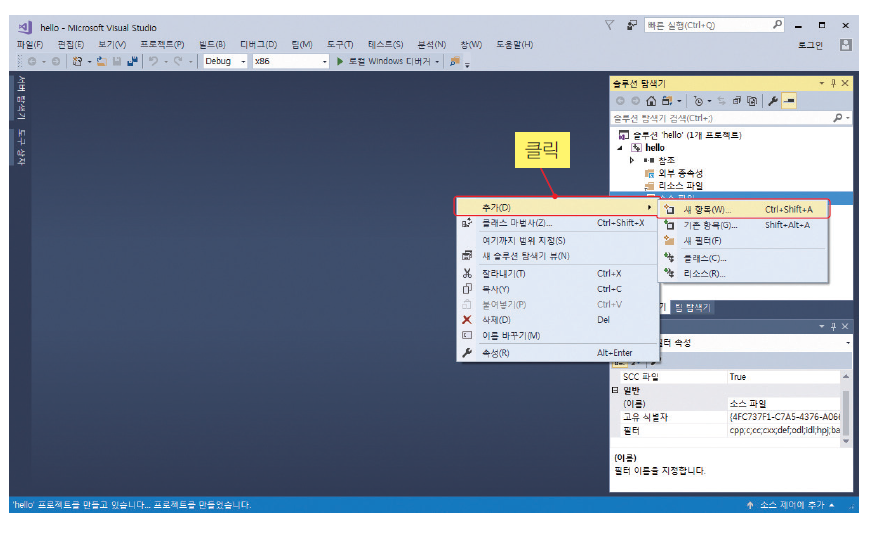 hello - Microsoft Visual Studio
빠른 실행(Ctrl+Q)
파일(F) 편집(E) 보기(V) 프로젝트(P) 빌드(B) 디버그(D) 팀(M) 도구(T) 테스트(S) 분석(N) 창(W) 도움말(H)
로그인
Debug x86 로컬 Windows 디버거
서버 탐색기
도구 상자
솔루션 탐색기
솔루션 탐색기 검색(Ctrl+;)
솔루션 'hello' (1개 프로젝트)
hello
참조
외부 종속성
리소스 파일
클릭
추가(D)
클래스 마법사(Z)... Ctrl+Shift+X
여기까지 범위 지정(S)
새 솔루션 탐색기 뷰(N)
잘라내기(T) Ctrl+X
복사(Y) Ctrl+C
붙여넣기(P) Ctrl+V
삭제(D) Del
이름 바꾸기(M)
속성(R) Alt+Enter
새 항목(W)... Ctrl+Shift+A
기존 항목(G)... Shift+Alt+A
새 필터(F)
클래스(C)...
리소스(R)...
팀 탐색기
속성
SCC 파일 True
일반
(이름) 소스 파일
고유 식별자 {4FC737F1-C7A5-4376-A066
필터 cpp;c;cc;cxx;def;odl;idl;hpj;ba
(이름)
필터 이름을 지정합니다.
'hello' 프로젝트를 만들고 있습니다... 프로젝트를 만들었습니다.
소스 제어에 추가